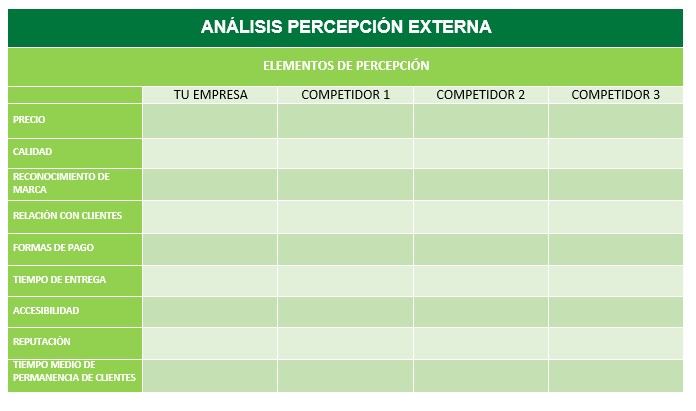 ANÁLISIS PERCEPCIÓN EXTERNA
ELEMENTOS DE PERCEPCIÓN
TU EMPRESA COMPETIDOR 1 COMPETIDOR 2 COMPETIDOR 3
PRECIO
CALIDAD
RECONOCIMIENTO DE
MARCA
RELACIÓN CON CLIENTES
FORMAS DE PAGO
TIEMPO DE ENTREGA
ACCESIBILIDAD
REPUTACIÓN
TIEMPO MEDIO DE
PERMANENCIA DE CLIENTES